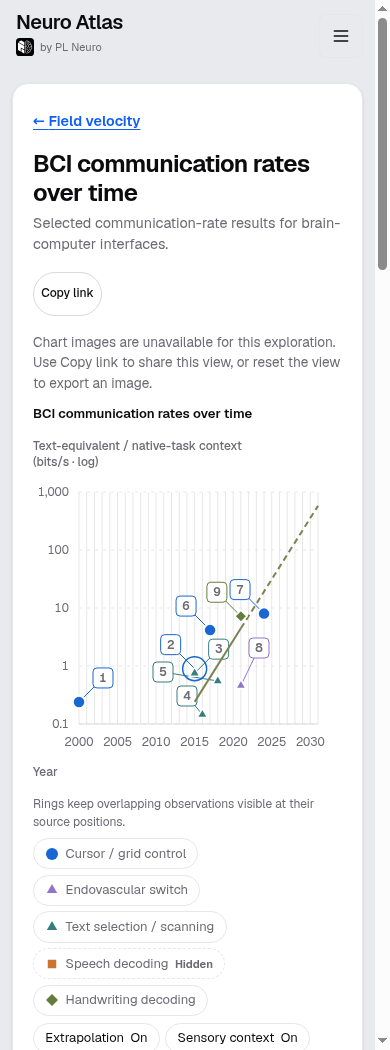 Neuro Atlas
by PL Neuro
← Field velocity
BCI communication rates
over time
Selected communication-rate results for brain-
computer interfaces.
Copy link
Chart images are unavailable for this exploration.
Use Copy link to share this view, or reset the view
to export an image.
BCI communication rates over time
Text-equivalent / native-task context
(bits/s · log)
1,000
100
10
1
0.1
9
7
6
2
3
8
5
1
4
2000 2005 2010 2015 2020 2025 2030
Year
Rings keep overlapping observations visible at their
source positions.
Cursor / grid control
Endovascular switch
Text selection / scanning
Speech decoding Hidden
Handwriting decoding
Extrapolation On Sensory context On